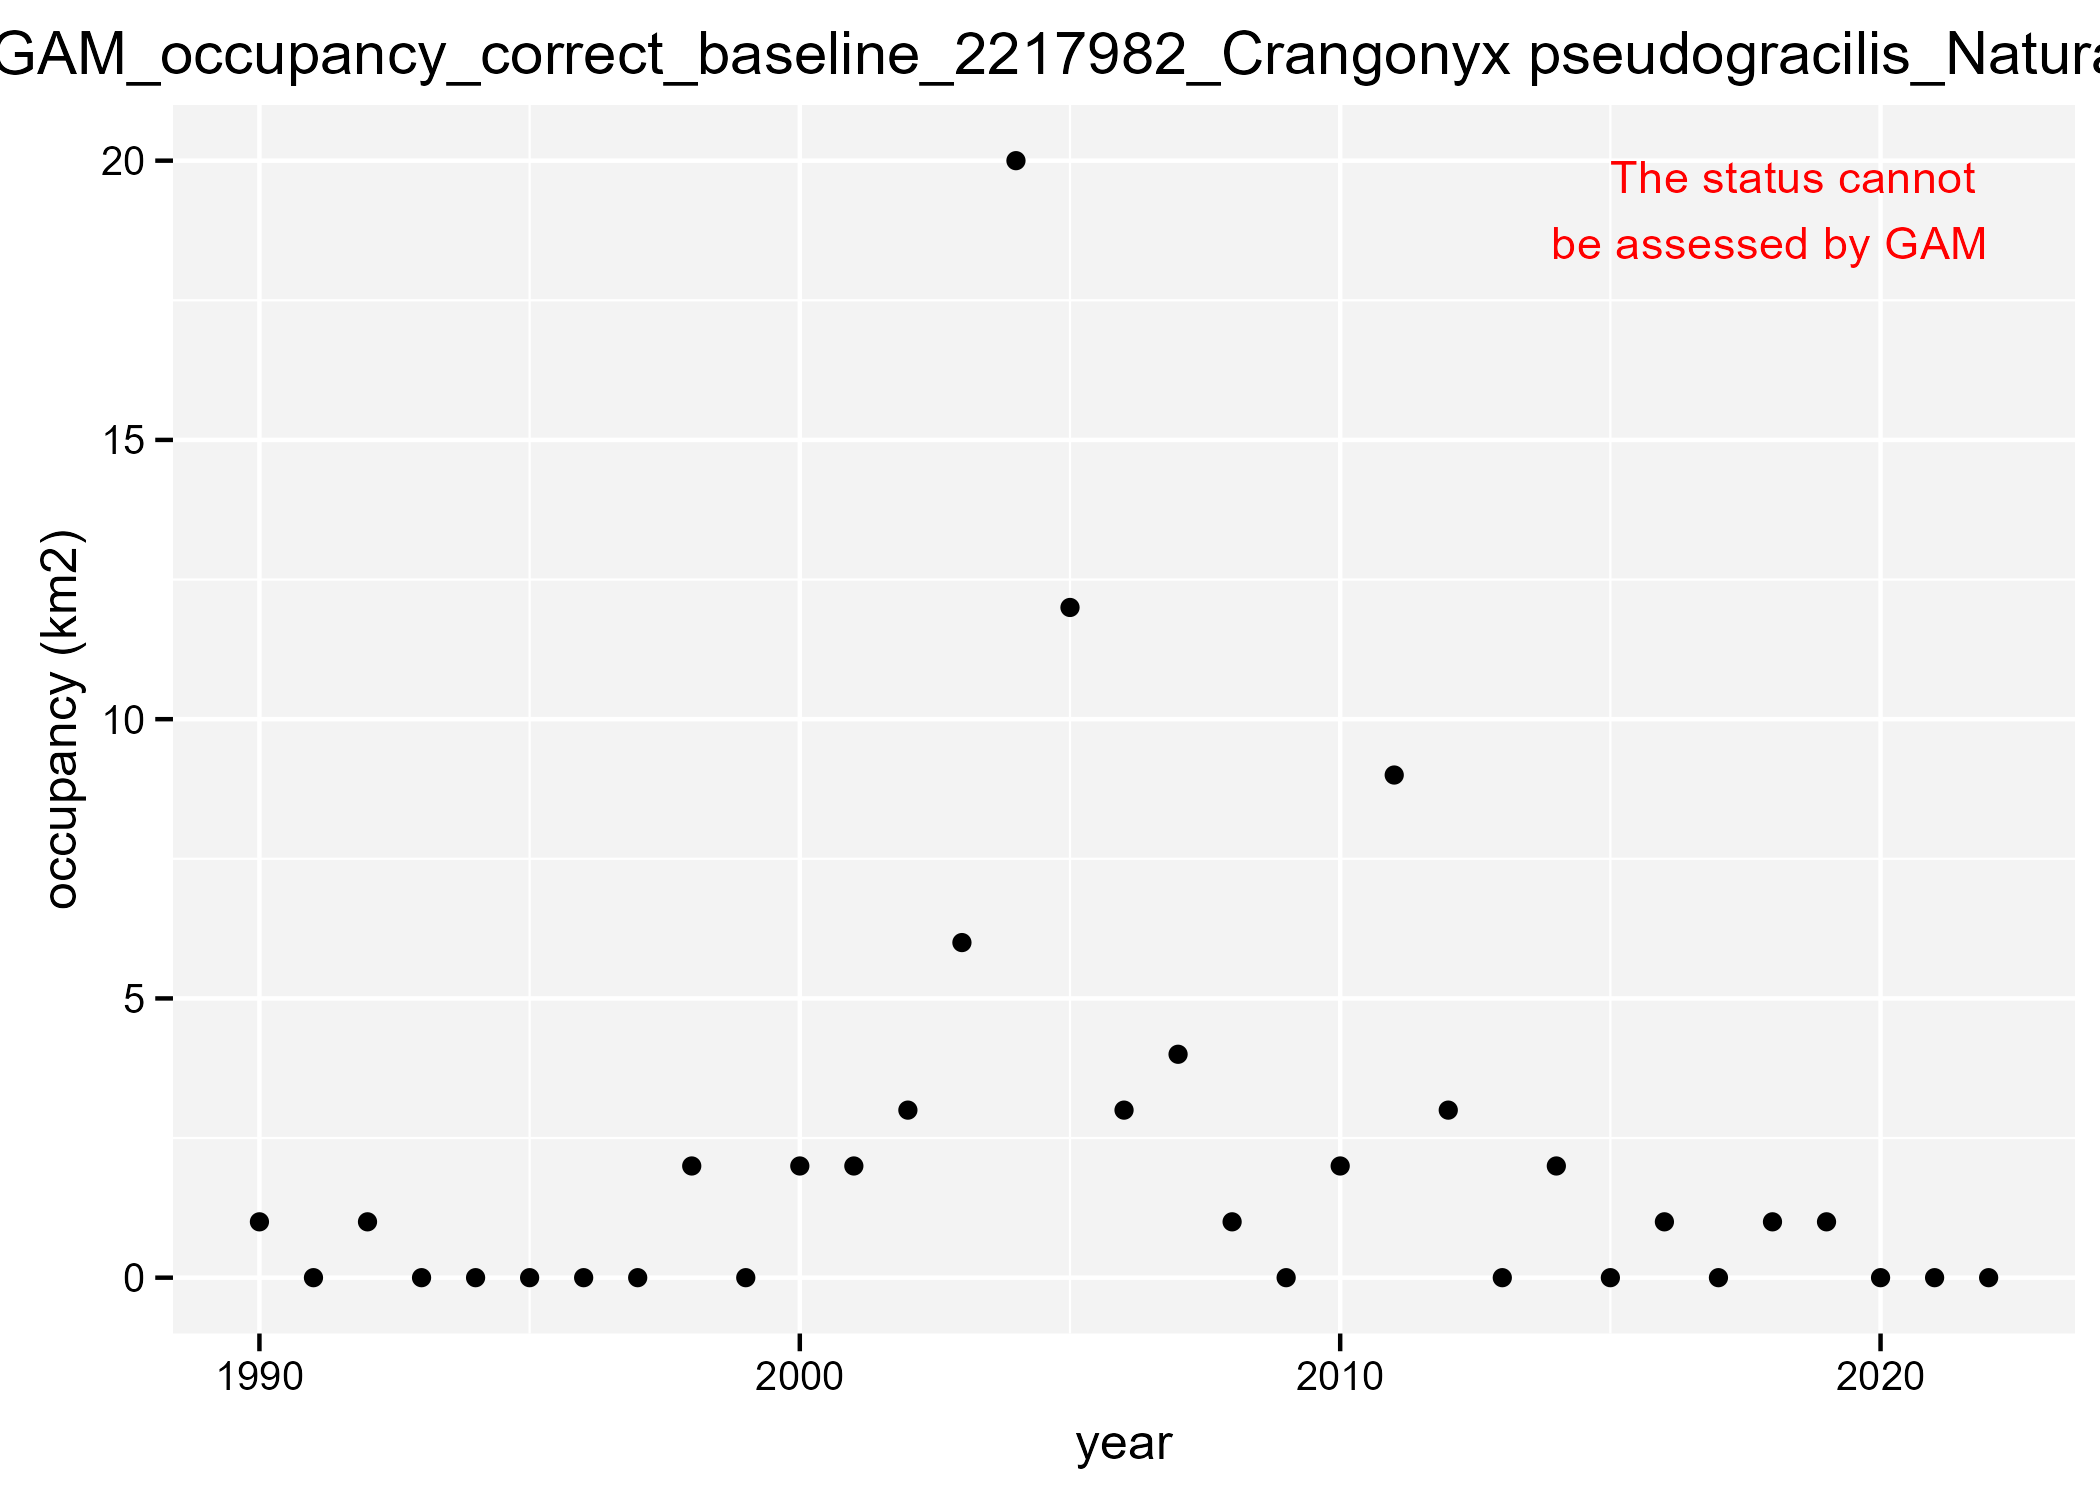 GAM_occupancy_correct_baseline_2217982_Crangonyx pseudogracilis_Natura
The status cannot
be assessed by GAM
20
15
10
5
0
occupancy (km2)
1990 2000 2010 2020
year